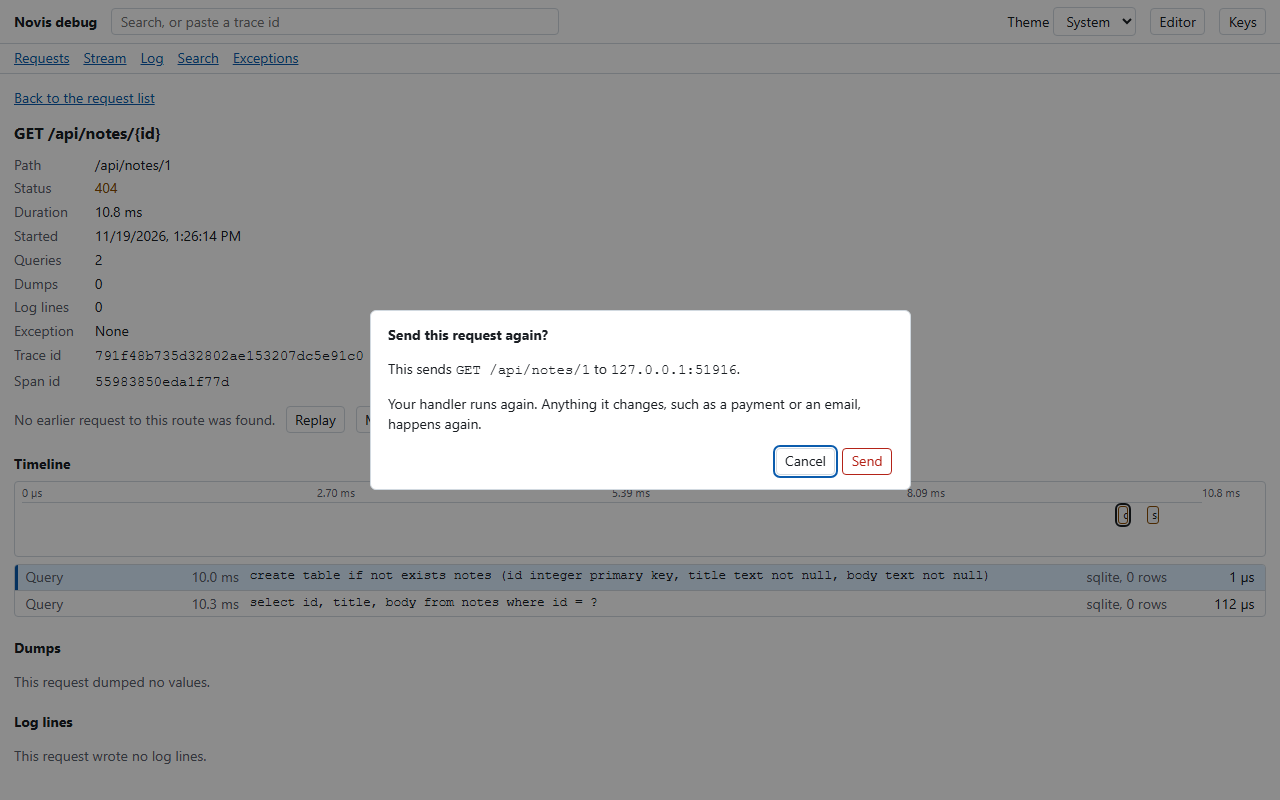 Novis debug
Search, or paste a trace id
Theme
System
Editor
Keys
Requests
Stream
Log
Search
Exceptions
Back to the request list
GET /api/notes/{id}
Path /api/notes/1
Status 404
Duration 10.8 ms
Started 11/19/2026, 1:26:14 PM
Queries 2
Dumps 0
Log lines 0
Exception None
Trace id 791f48b735d32802ae153207dc5e91c0
Span id 55983850eda1f77d
No earlier request to this route was found.
Replay
Send this request again?
This sends GET /api/notes/1 to 127.0.0.1:51916.
Your handler runs again. Anything it changes, such as a payment or an email,
happens again.
Cancel
Send
Timeline
0 µs 2.70 ms 5.39 ms 8.09 ms 10.8 ms
s
Query 10.0 ms create table if not exists notes (id integer primary key, title text not null, body text not null) sqlite, 0 rows 1 µs
Query 10.3 ms select id, title, body from notes where id = ? sqlite, 0 rows 112 µs
Dumps
This request dumped no values.
Log lines
This request wrote no log lines.